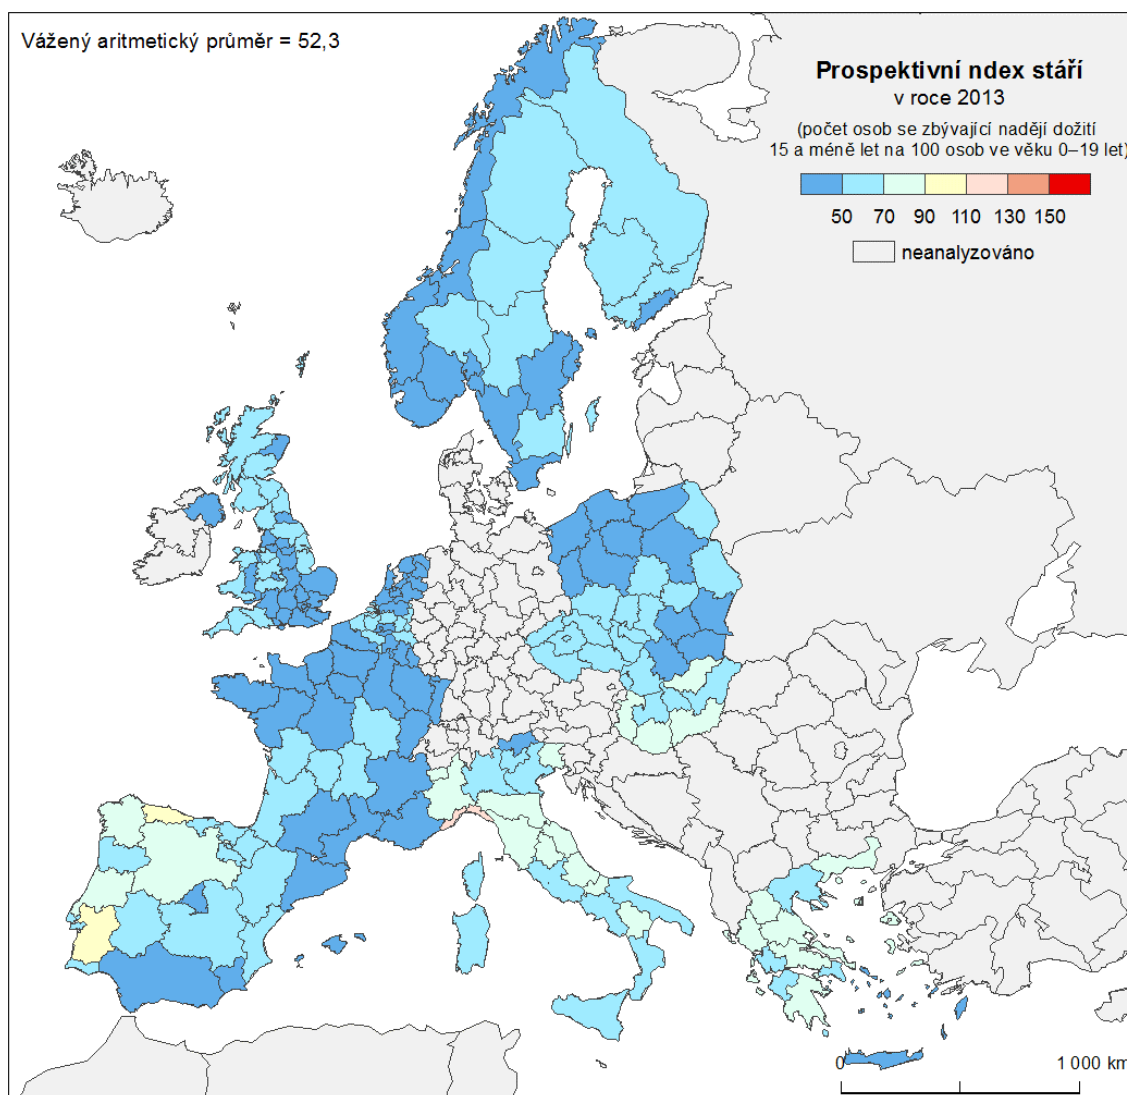 Vážený aritmetický průměr = 52,3
Prospektivní ndex stáří
v roce 2013
(počet osob se zbývající nadějí dožití
15 a méně let na 100 osob ve věku 0–19 let)
50 70 90 110 130 150
neanalyzováno
0 1 000 km